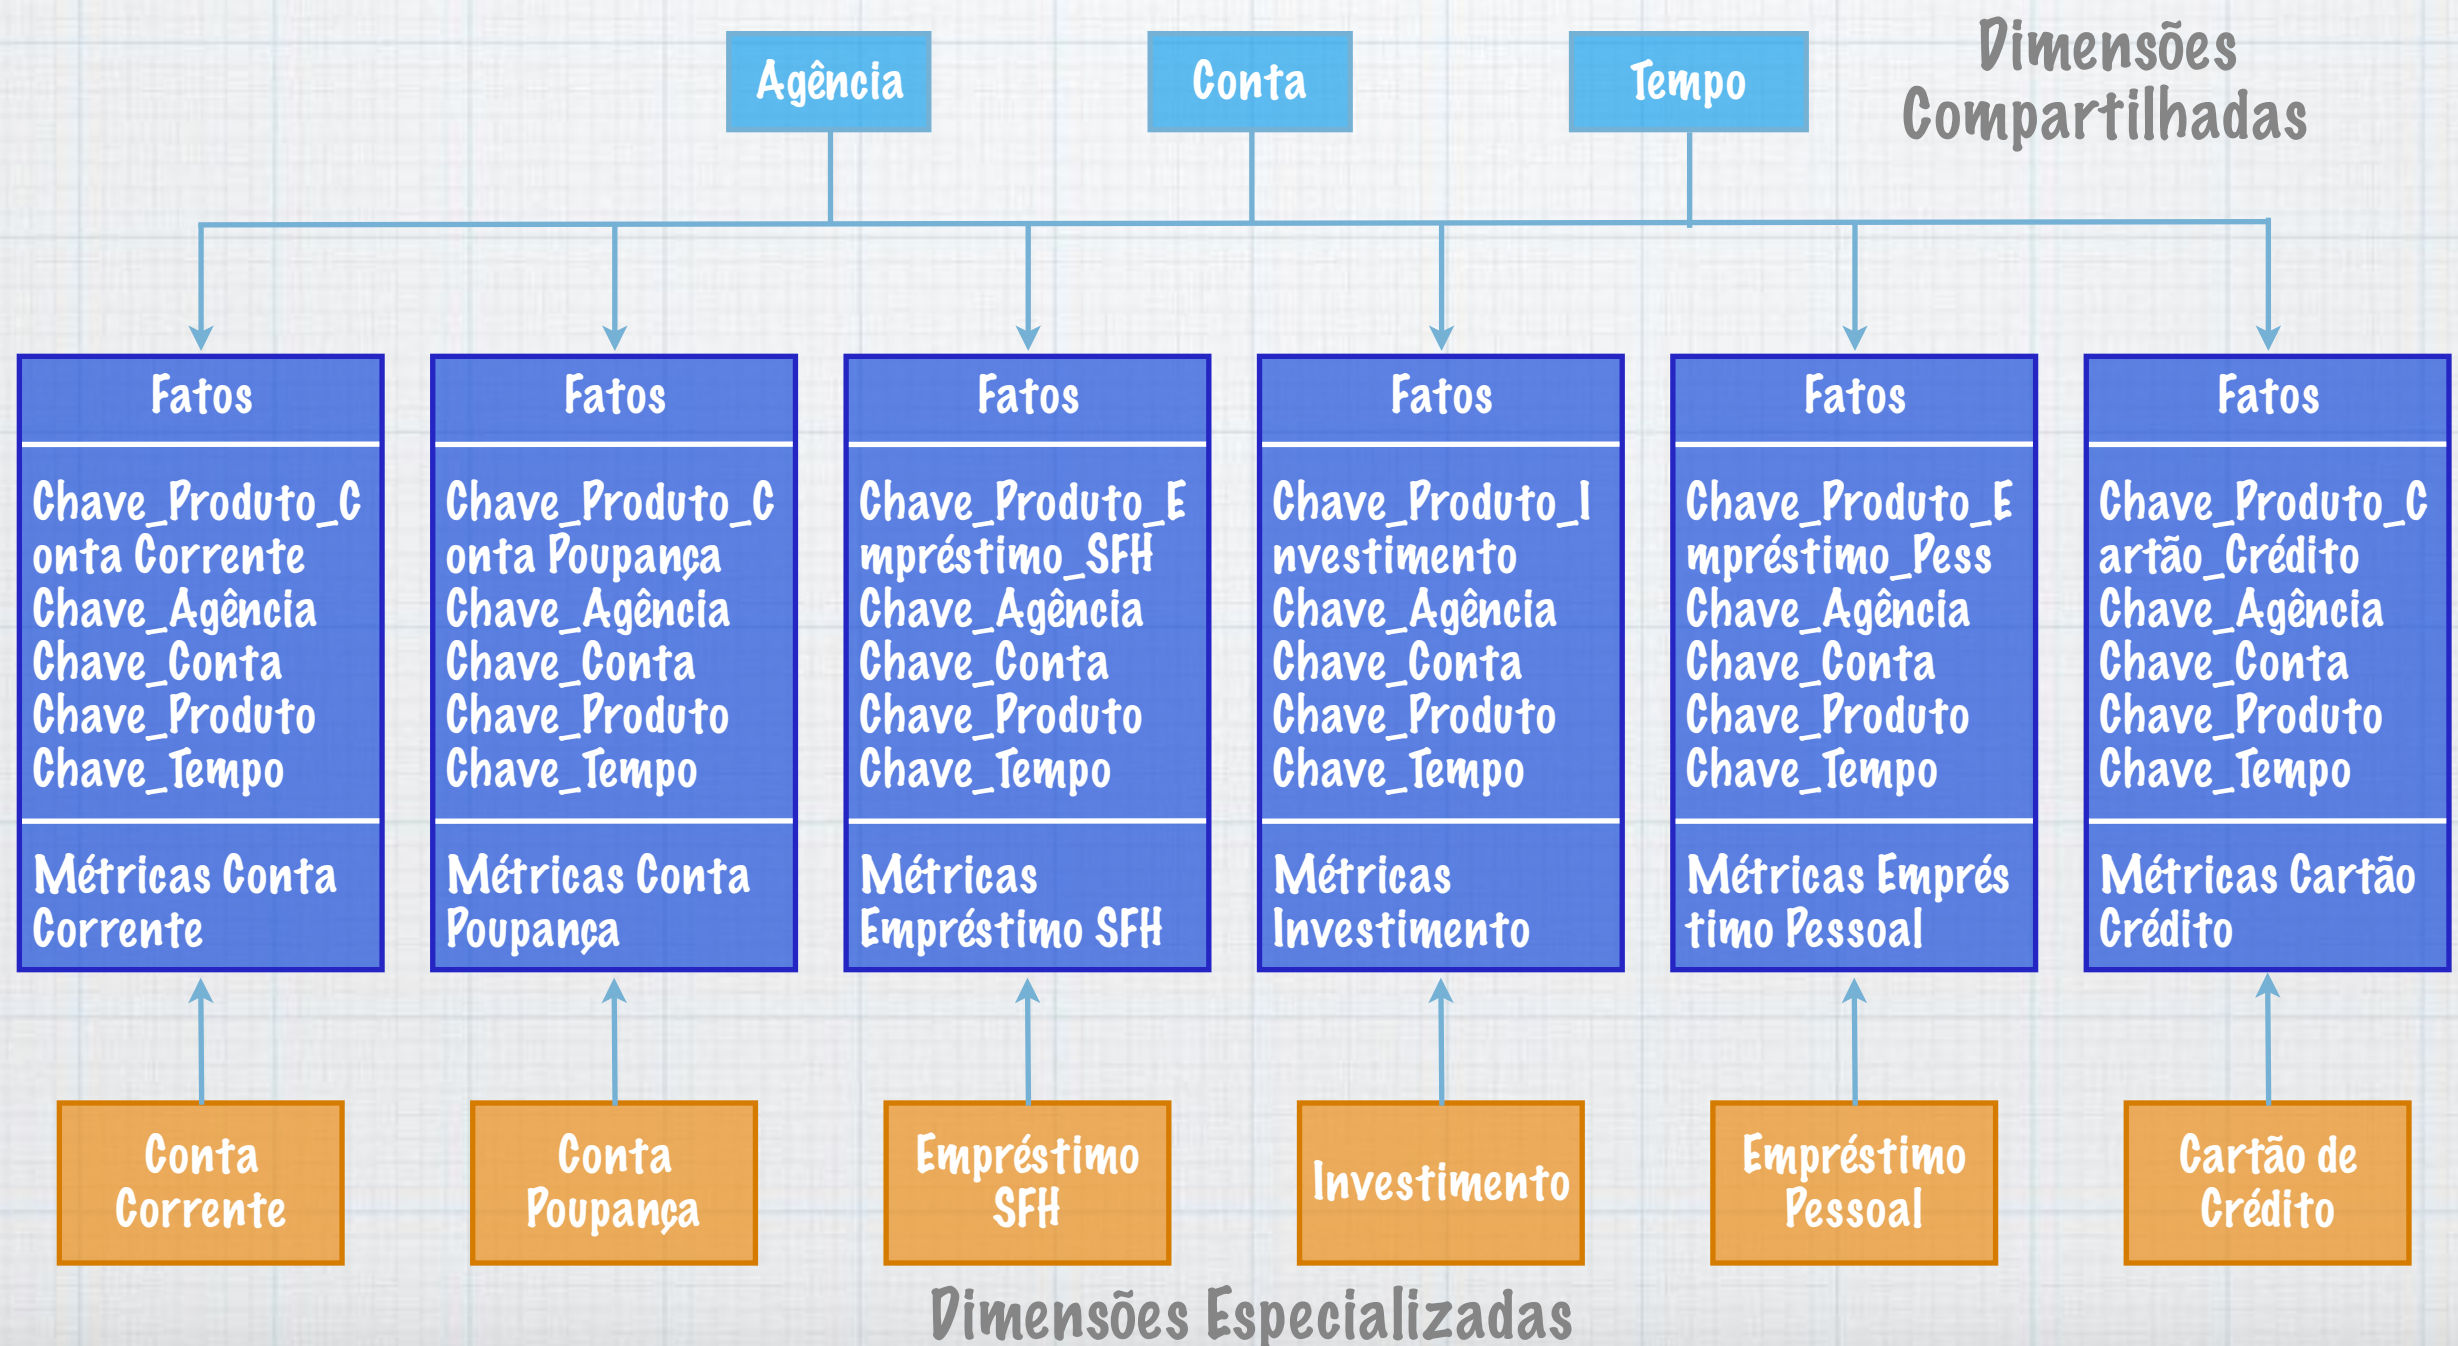 Agência
Conta
Tempo
Dimensões
Compartilhadas
Fatos
Chave_Produto_C
onta Corrente
Chave_Agência
Chave_Conta
Chave_Produto
Chave_Tempo
Métricas Conta
Corrente
Fatos
Chave_Produto_C
onta Poupança
Chave_Agência
Chave_Conta
Chave_Produto
Chave_Tempo
Métricas Conta
Poupança
Fatos
Chave_Produto_E
mpréstimo_SFH
Chave_Agência
Chave_Conta
Chave_Produto
Chave_Tempo
Métricas
Empréstimo SFH
Fatos
Chave_Produto_I
nvestimento
Chave_Agência
Chave_Conta
Chave_Produto
Chave_Tempo
Métricas
Investimento
Fatos
Chave_Produto_E
mpréstimo_Pess
Chave_Agência
Chave_Conta
Chave_Produto
Chave_Tempo
Métricas Emprés
timo Pessoal
Fatos
Chave_Produto_C
artão_Crédito
Chave_Agência
Chave_Conta
Chave_Produto
Chave_Tempo
Métricas Cartão
Crédito
Conta
Corrente
Conta
Poupança
Empréstimo
SFH
Investimento
Empréstimo
Pessoal
Cartão de
Crédito
Dimensões Especializadas